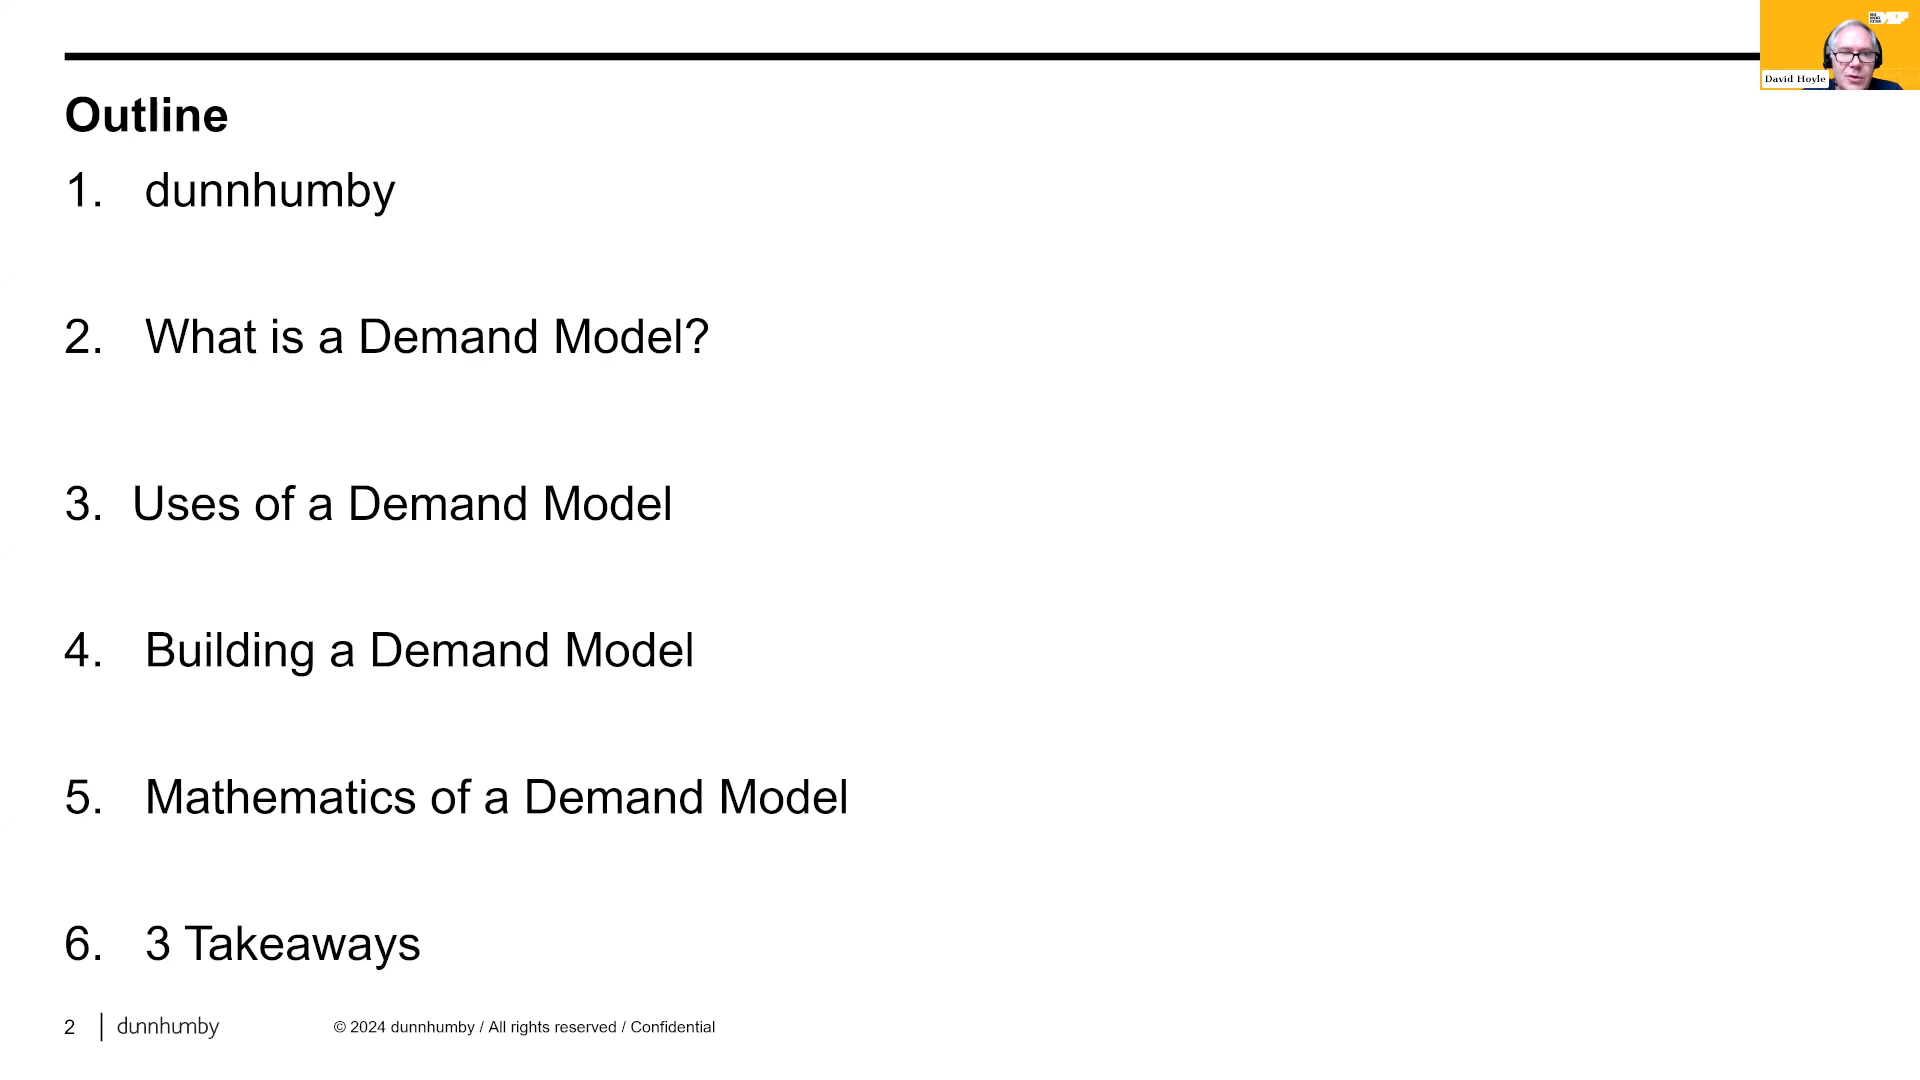 David Hoyle
Outline
1. dunnhumby
2. What is a Demand Model?
3. Uses of a Demand Model
4. Building a Demand Model
5. Mathematics of a Demand Model
6. 3 Takeaways
2 dunnhumby © 2024 dunnhumby / All rights reserved / Confidential